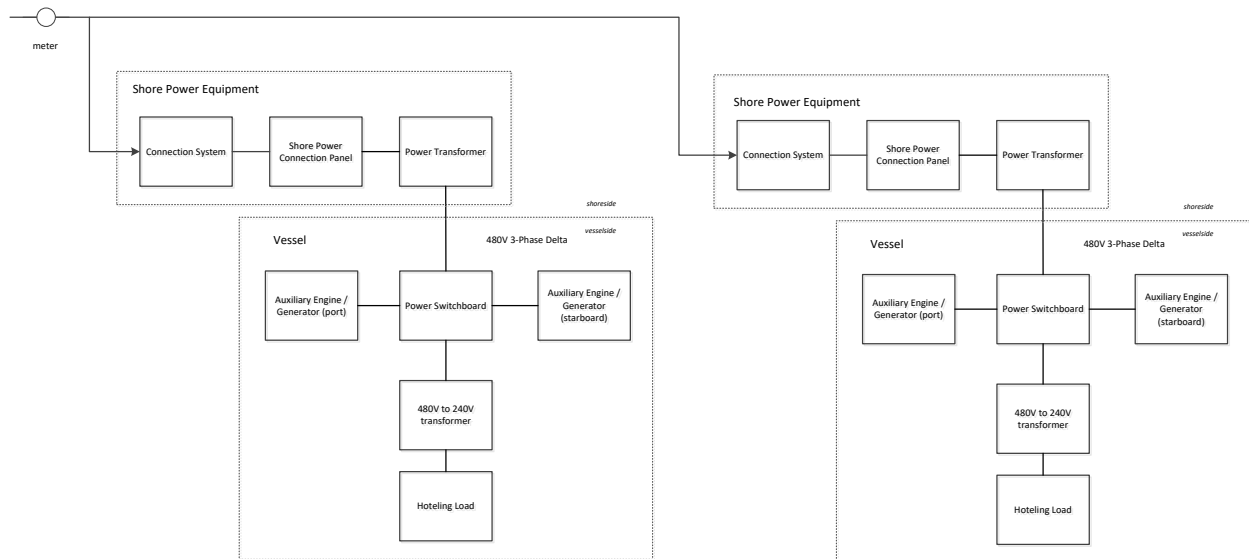 meter
Shore Power Equipment
Connection System
Shore Power
Connection Panel
Power Transformer
shoreside
vesselside
Vessel
480V 3-Phase Delta
Auxiliary Engine /
Generator (port)
Power Switchboard
Auxiliary Engine /
Generator
(starboard)
480V to 240V
transformer
Hoteling Load
Shore Power Equipment
Connection System
Shore Power
Connection Panel
Power Transformer
shoreside
vesselside
Vessel
480V 3-Phase Delta
Auxiliary Engine /
Generator (port)
Power Switchboard
Auxiliary Engine /
Generator
(starboard)
480V to 240V
transformer
Hoteling Load